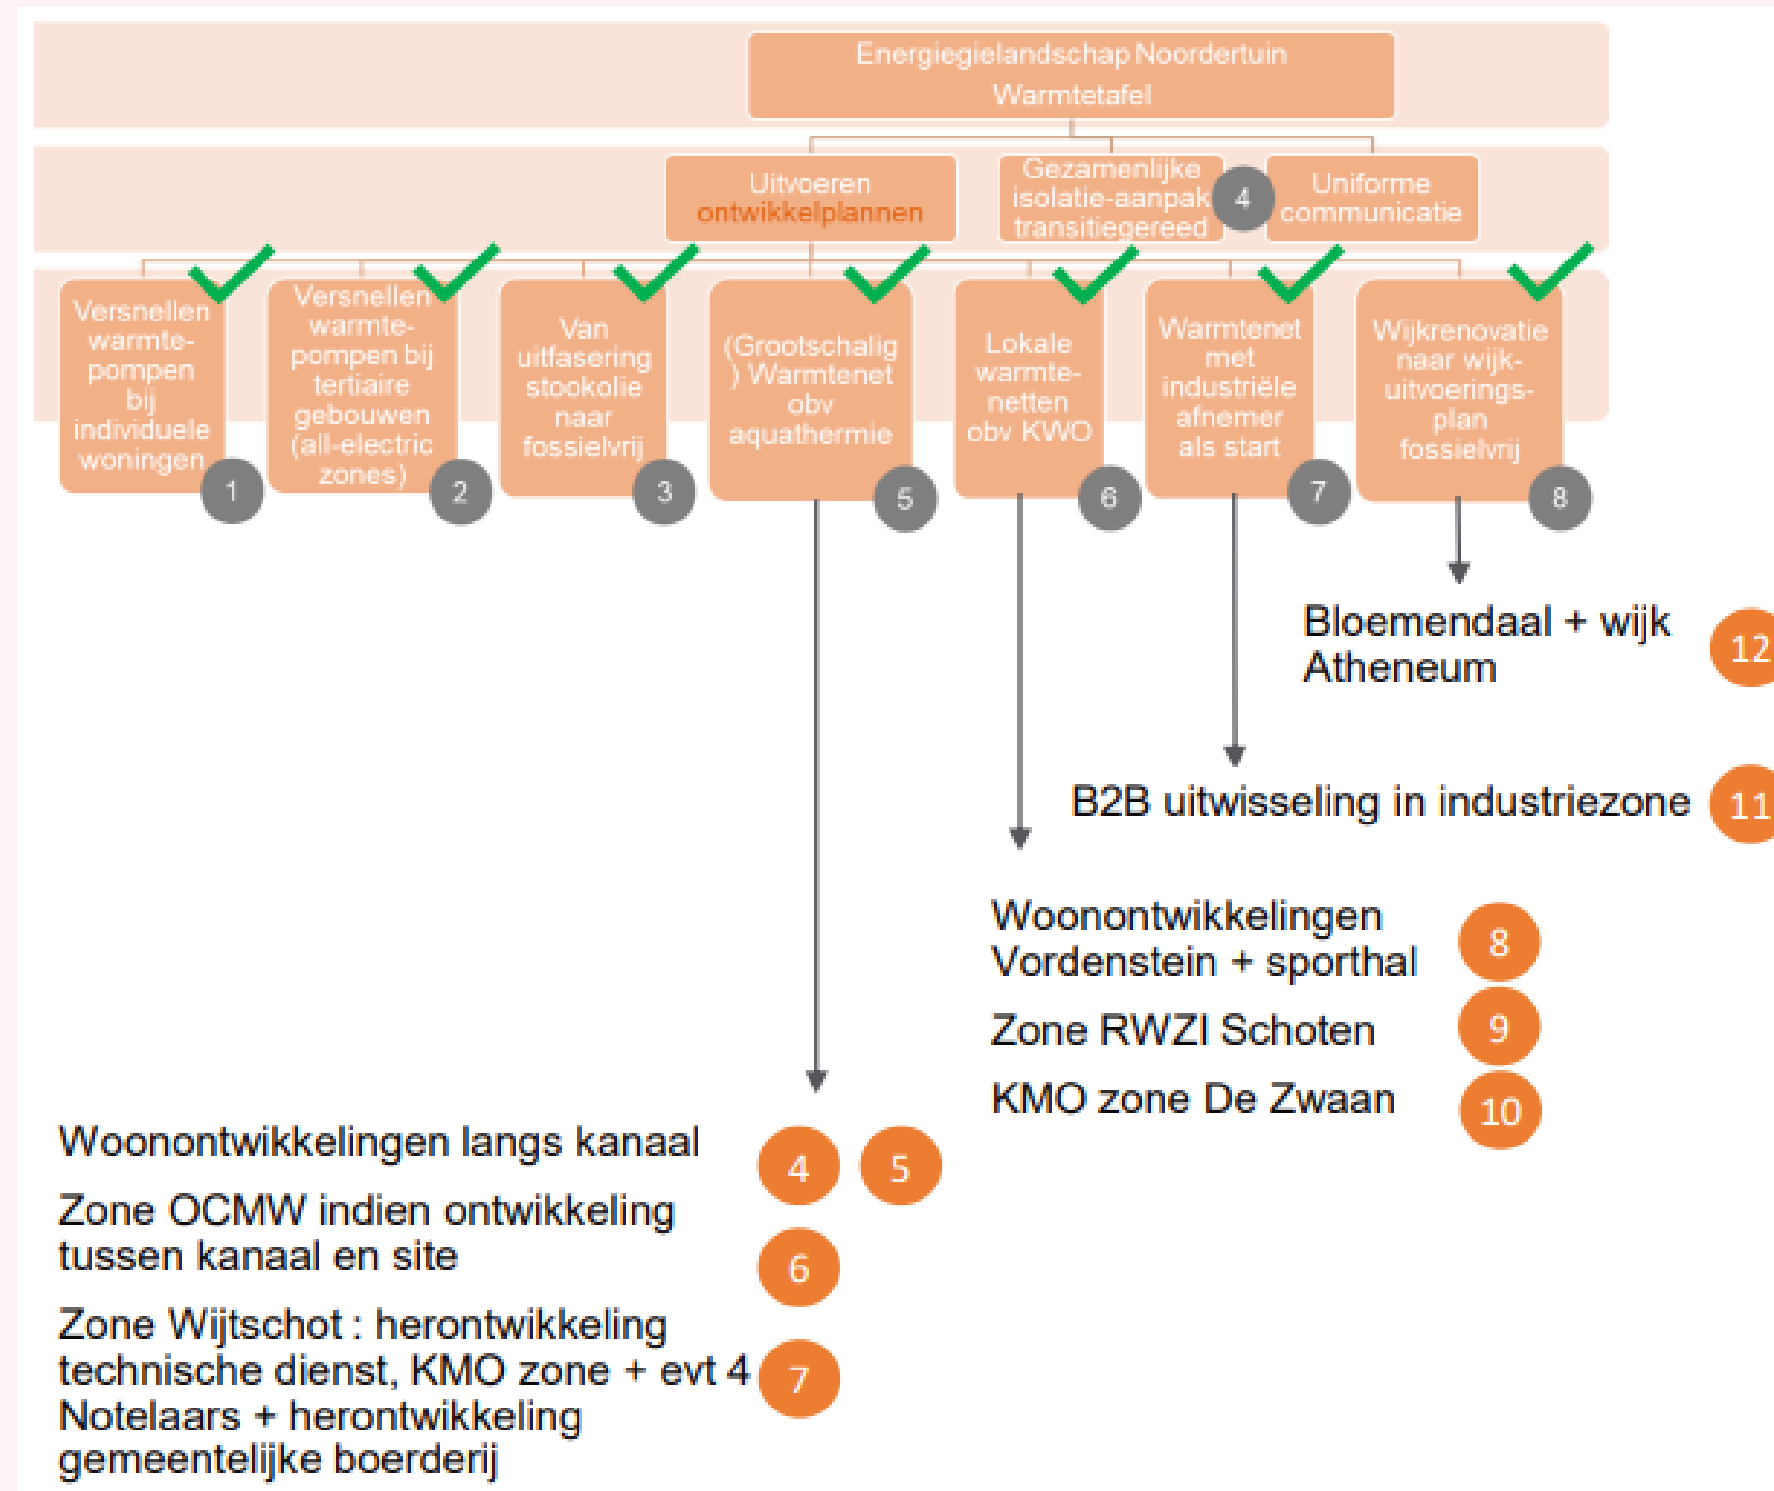 Energiegielandschap Noordertuin
Warmtetafel
Uitvoeren
ontwikkelplannen
Gezamenlijke
isolatie-aanpak
transitiegereed
4
Uniforme
communicatie
Versnellen
warmte-
pompen
bij
individuele
woningen
1
Versnellen
warmte-
pompen bij
tertiaire
gebouwen
(all-electric
zones)
2
Van
uitfasering
stookolie
naar
fossielvrij
3
(Grootschalig
) Warmtenet
obv
aquathermie
5
Lokale
warmte-
netten
obv KWO
6
Warmtenet
met
industriële
afnemer
als start
7
Wijkrenovatie
naar wijk-
uitvoerings-
plan
fossielvrij
8
Bloemendaal + wijk
Atheneum
12
B2B uitwisseling in industriezone
11
Woonontwikkelingen
Vordenstein + sporthal
8
Zone RWZI Schoten
9
KMO zone De Zwaan
10
Woonontwikkelingen langs kanaal
4 5
Zone OCMW indien ontwikkeling
tussen kanaal en site
6
Zone Wijtschot : herontwikkeling
technische dienst, KMO zone + evt 4
Notelaars + herontwikkeling
gemeentelijke boerderij
7